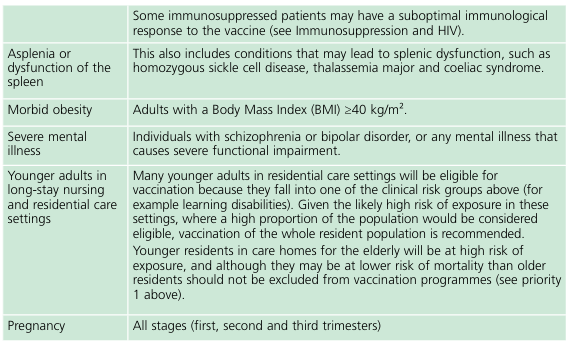 Some immunosuppressed patients may have a suboptimal immunological
response to the vaccine (see Immunosuppression and HIV).
Asplenia or
dysfunction of the
spleen
This also includes conditions that may lead to splenic dysfunction, such as
homozygous sickle cell disease, thalassemia major and coeliac syndrome.
Morbid obesity
Adults with a Body Mass Index (BMI) ≥40 kg/m².
Severe mental
illness
Individuals with schizophrenia or bipolar disorder, or any mental illness that
causes severe functional impairment.
Younger adults in
long-stay nursing
and residential care
settings
Many younger adults in residential care settings will be eligible for
vaccination because they fall into one of the clinical risk groups above (for
example learning disabilities). Given the likely high risk of exposure in these
settings, where a high proportion of the population would be considered
eligible, vaccination of the whole resident population is recommended.
Younger residents in care homes for the elderly will be at high risk of
exposure, and although they may be at lower risk of mortality than older
residents should not be excluded from vaccination programmes (see priority
1 above).
Pregnancy
All stages (first, second and third trimesters)